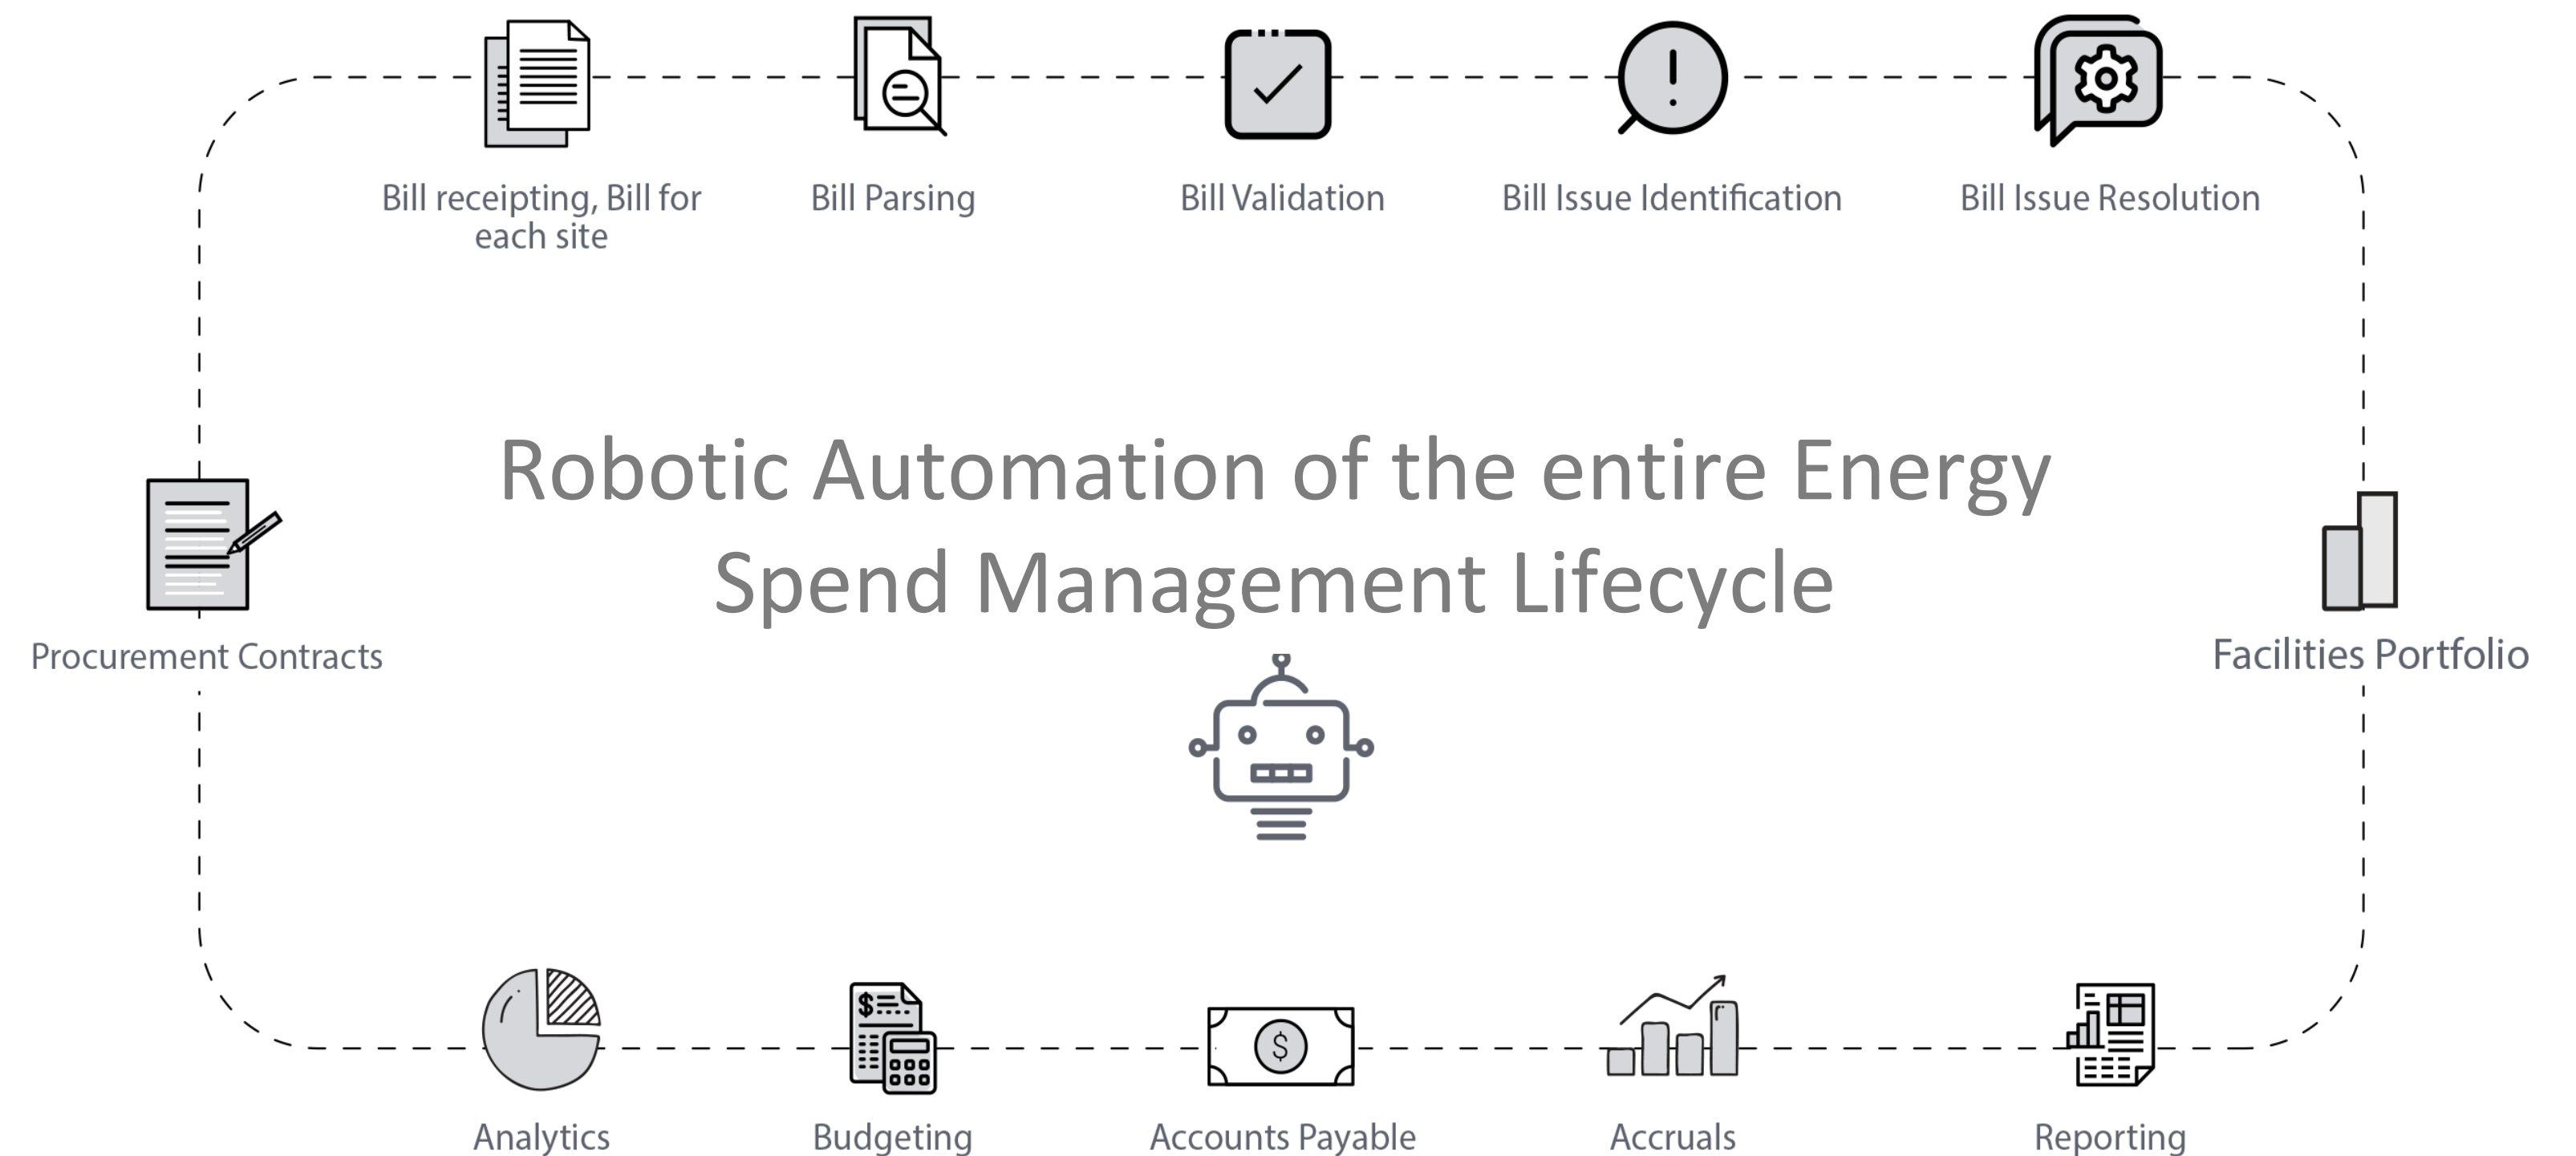 Bill receipting, Bill for
each site
Bill Parsing
Bill Validation
Bill Issue Identification
Bill Issue Resolution
Robotic Automation of the entire Energy
Spend Management Lifecycle
Procurement Contracts
Facilities Portfolio
$
$
Analytics
Budgeting
Accounts Payable
Accruals
Reporting